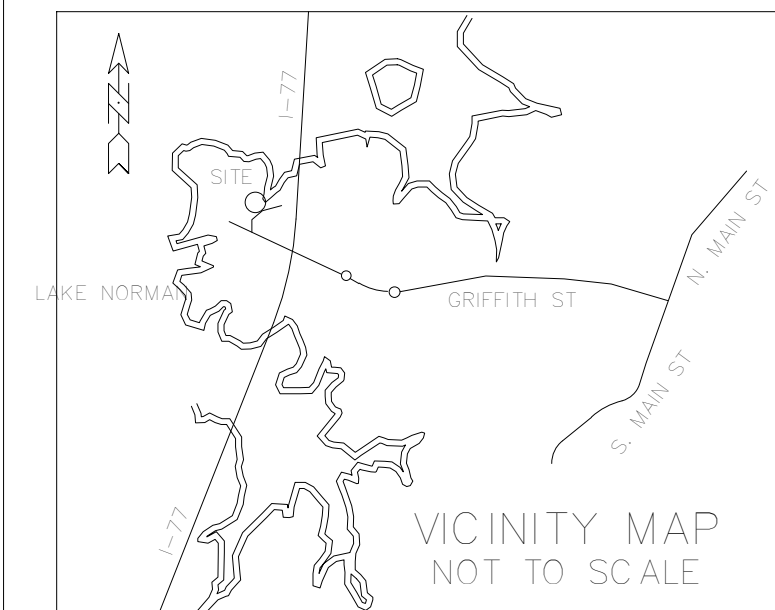 I-77
SITE
N. MAIN ST
LAKE NORMAN
GRIFFITH ST
S. MAIN ST
I-77
VICINITY MAP
NOT TO SCALE
N